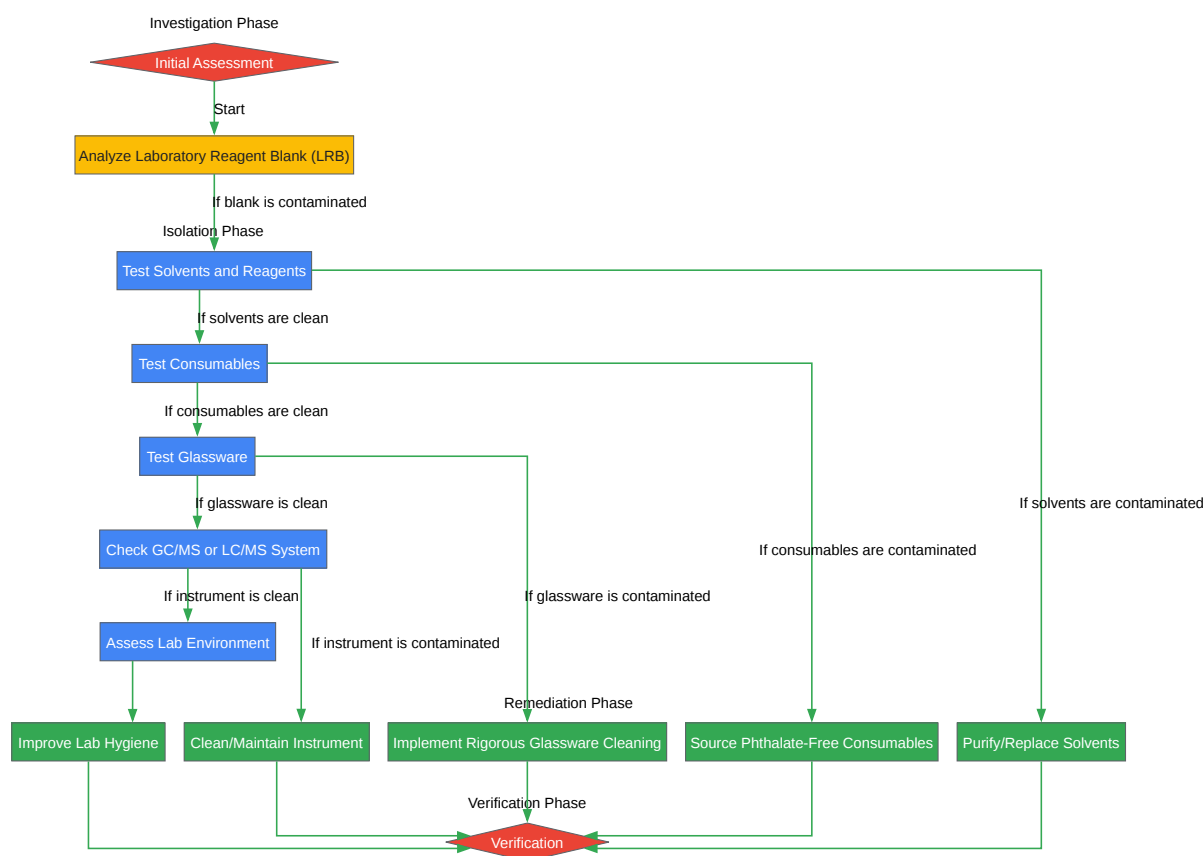 Investigation Phase
Initial Assessment
Start
Analyze Laboratory Reagent Blank (LRB)
If blank is contaminated
Isolation Phase
Test Solvents and Reagents
If solvents are clean
Test Consumables
If consumables are clean
Test Glassware
If glassware is clean
If solvents are contaminated
Check GC/MS or LC/MS System
If consumables are contaminated
If instrument is clean
If glassware is contaminated
Assess Lab Environment
If instrument is contaminated
Remediation Phase
Improve Lab Hygiene
Clean/Maintain Instrument
Implement Rigorous Glassware Cleaning
Source Phthalate-Free Consumables
Purify/Replace Solvents
Verification Phase
Verification